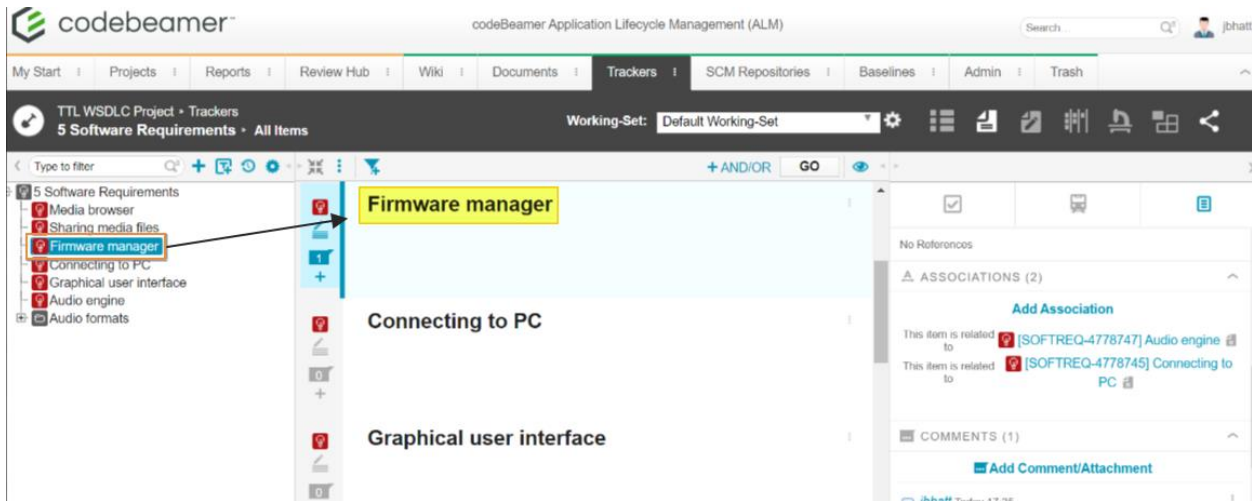 codebeamer
codeBeamer Application Lifecycle Management (ALM)
Search...
jbhatt
My Start Projects Reports Review Hub Wiki Documents Trackers SCM Repositories Baselines Admin Trash
TTL WSDLC Project Trackers
5 Software Requirements All Items
Working-Set: Default Working-Set
Type to filter
+ AND/OR GO
5 Software Requirements
Media browser
Sharing media files
Firmware manager
Connecting to PC
Graphical user interface
Audio engine
Audio formats
Firmware manager
1
Connecting to PC
0
Graphical user interface
0
No References
ASSOCIATIONS (2)
Add Association
This item is related to [SOFTREQ-4778747] Audio engine
This item is related to [SOFTREQ-4778745] Connecting to PC
COMMENTS (1)
Add Comment/Attachment
jbhatt Today 17:25